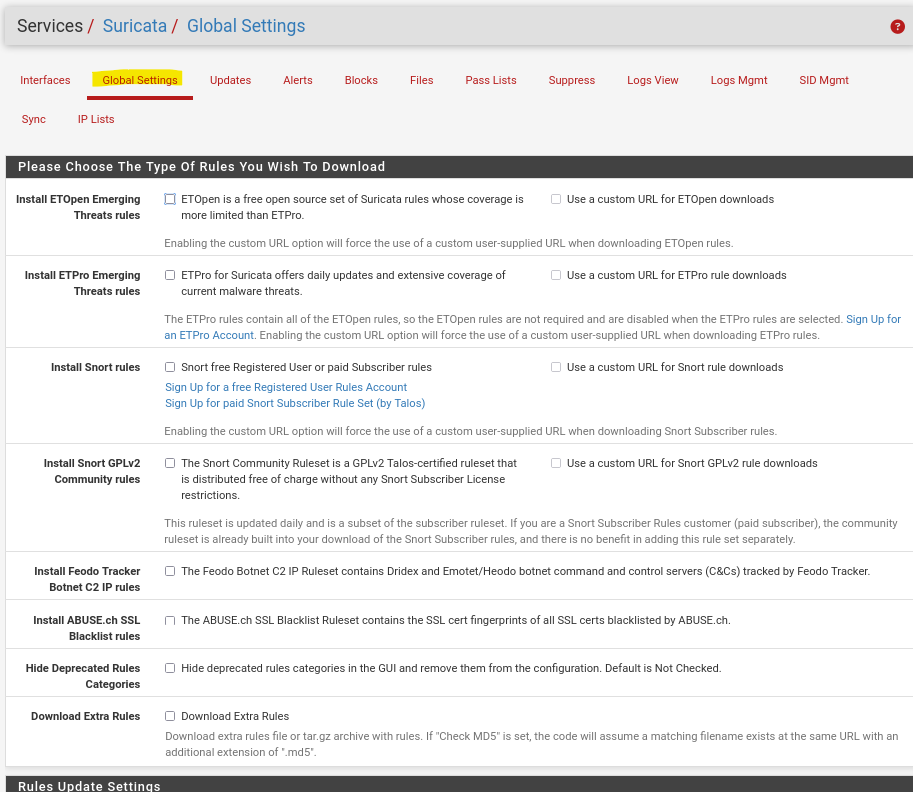 Services / Suricata / Global Settings ?
Interfaces Global Settings Updates Alerts Blocks Files Pass Lists Suppress Logs View Logs Mgmt SID Mgmt
Sync IP Lists
Please Choose The Type Of Rules You Wish To Download
Install ETOpen Emerging Threats rules
ETOpen is a free open source set of Suricata rules whose coverage is
more limited than ETPro.
Use a custom URL for ETOpen downloads
Enabling the custom URL option will force the use of a custom user-supplied URL when downloading ETOpen rules.
Install ETPro Emerging
Threats rules
ETPro for Suricata offers daily updates and extensive coverage of
current malware threats.
Use a custom URL for ETPro rule downloads
The ETPro rules contain all of the ETOpen rules, so the ETOpen rules are not required and are disabled when the ETPro rules are selected. Sign Up for
an ETPro Account. Enabling the custom URL option will force the use of a custom user-supplied URL when downloading ETPro rules.
Install Snort rules
Snort free Registered User or paid Subscriber rules
Use a custom URL for Snort rule downloads
Sign Up for a free Registered User Rules Account
Sign Up for paid Snort Subscriber Rule Set (by Talos)
Enabling the custom URL option will force the use of a custom user-supplied URL when downloading Snort Subscriber rules.
Install Snort GPLv2
Community rules
The Snort Community Ruleset is a GPLv2 Talos-certified ruleset that
is distributed free of charge without any Snort Subscriber License
restrictions.
Use a custom URL for Snort GPLv2 rule downloads
This ruleset is updated daily and is a subset of the subscriber ruleset. If you are a Snort Subscriber Rules customer (paid subscriber), the community
ruleset is already built into your download of the Snort Subscriber rules, and there is no benefit in adding this rule set separately.
Install Feodo Tracker
Botnet C2 IP rules
The Feodo Botnet C2 IP Ruleset contains Dridex and Emotet/Heodo botnet command and control servers (C&Cs) tracked by Feodo Tracker.
Install ABUSE.ch SSL
Blacklist rules
The ABUSE.ch SSL Blacklist Ruleset contains the SSL cert fingerprints of all SSL certs blacklisted by ABUSE.ch.
Hide Deprecated Rules
Categories
Hide deprecated rules categories in the GUI and remove them from the configuration. Default is Not Checked.
Download Extra Rules
Download Extra Rules
Download extra rules file or tar.gz archive with rules. If "Check MD5" is set, the code will assume a matching filename exists at the same URL with an
additional extension of ".md5".
Rules Update Settings